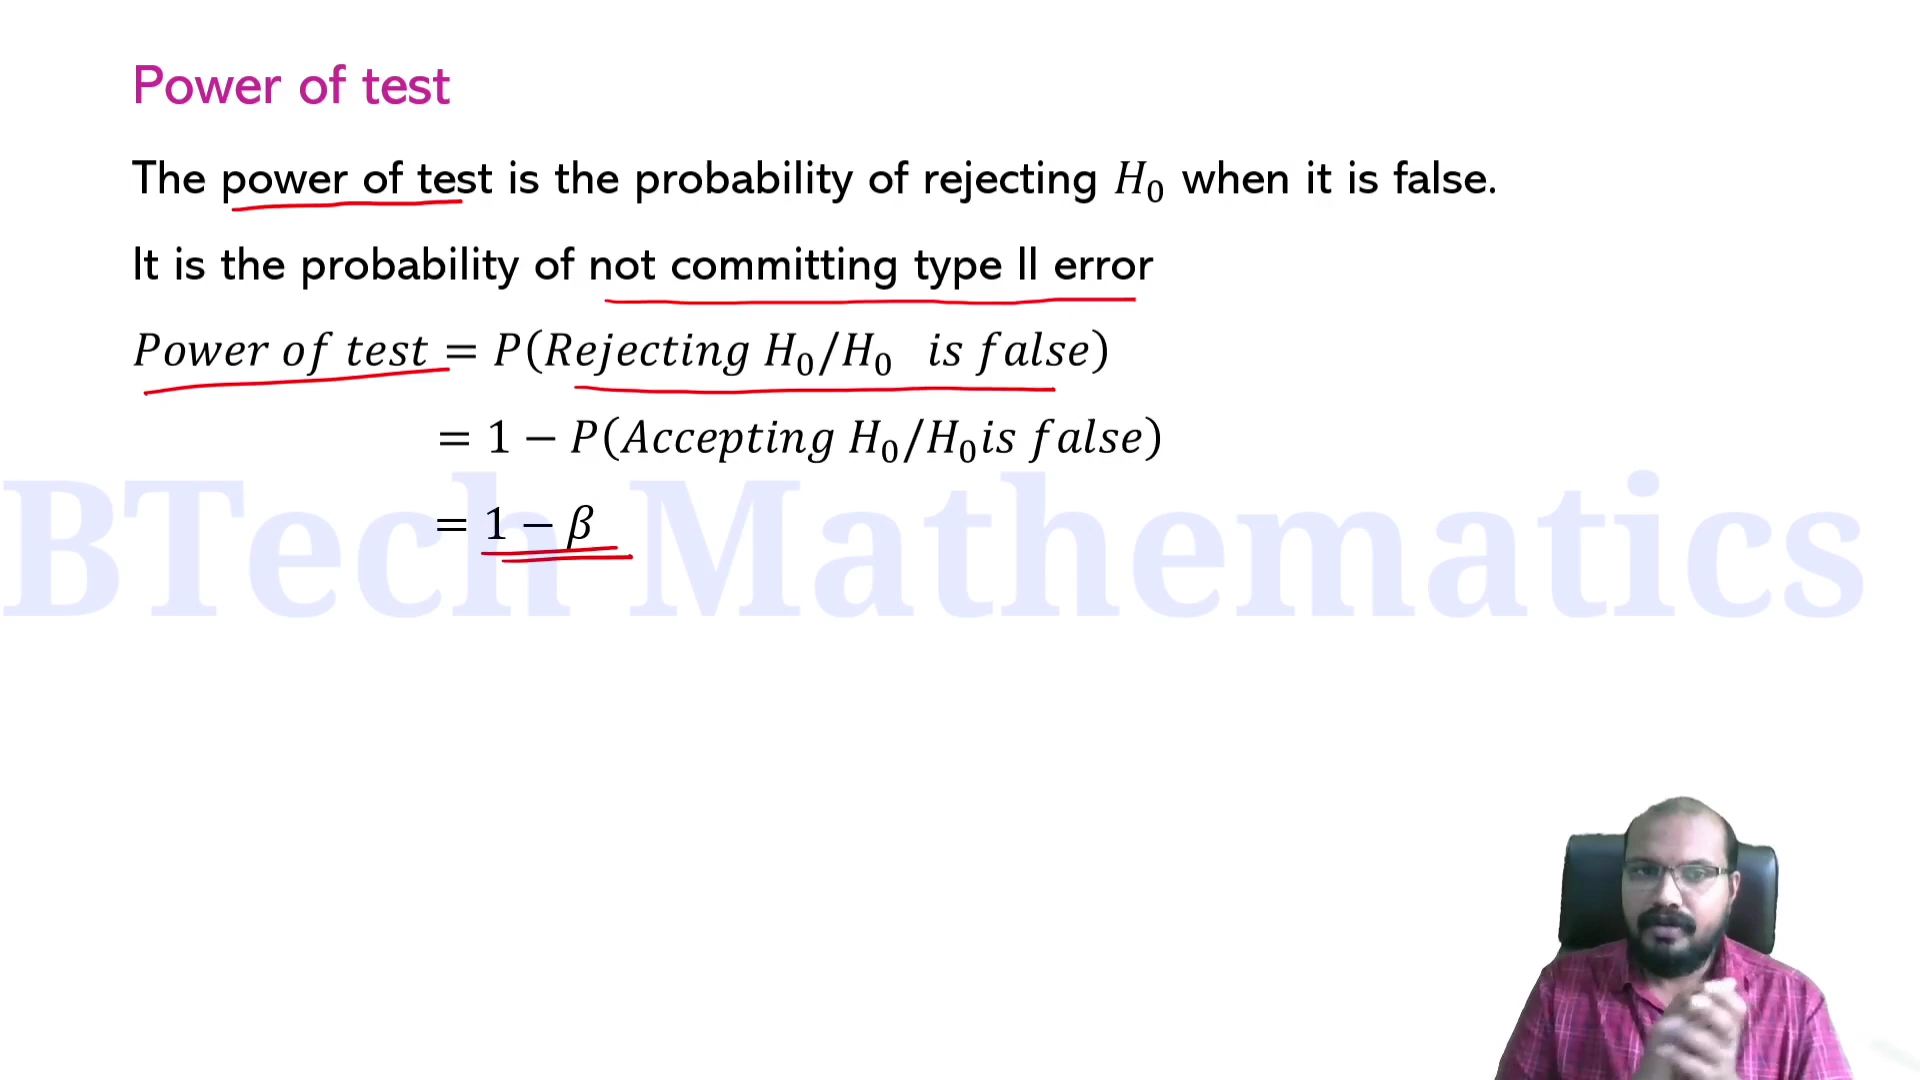 Power of test
The power of test is the probability of rejecting H₀ when it is false.
It is the probability of not committing type II error
Power of test = P(Rejecting H₀/H₀ is false)
= 1 − P(Accepting H₀/H₀is false)
= 1 − β
BTech Mathematics